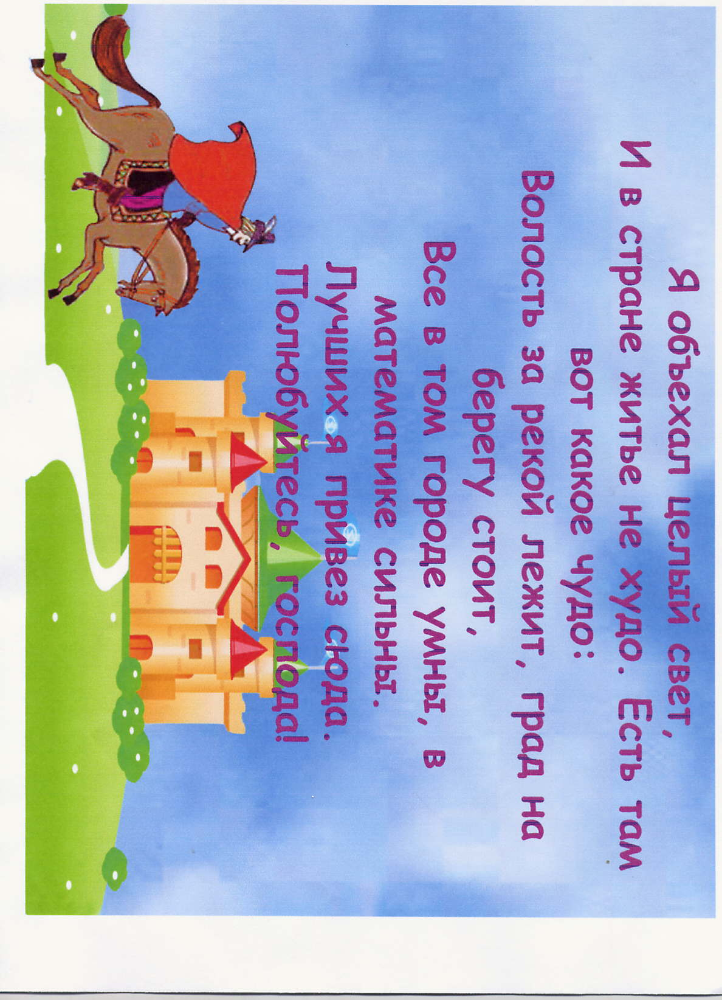 Я объехал целый свет,
И в стране житье не худо. Есть там
вот какое чудо:
Волость за рекой лежит, град на
берегу стоит,
Все в том городе умны, в
математике сильны.
Лучших я привез сюда.
Полюбуйтесь, господа!